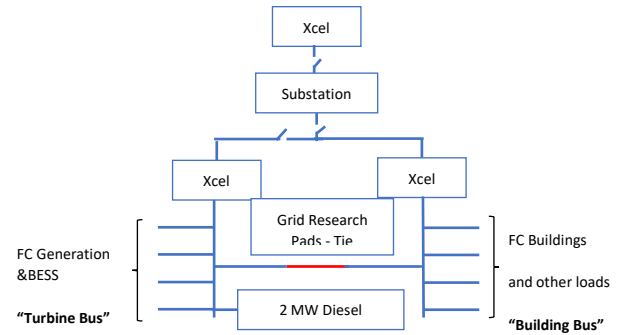 Xcel
Substation
Xcel
Xcel
Grid Research
Pads - Tie
FC Generation
&BESS
"Turbine Bus"
FC Buildings
and other loads
"Building Bus"
2 MW Diesel